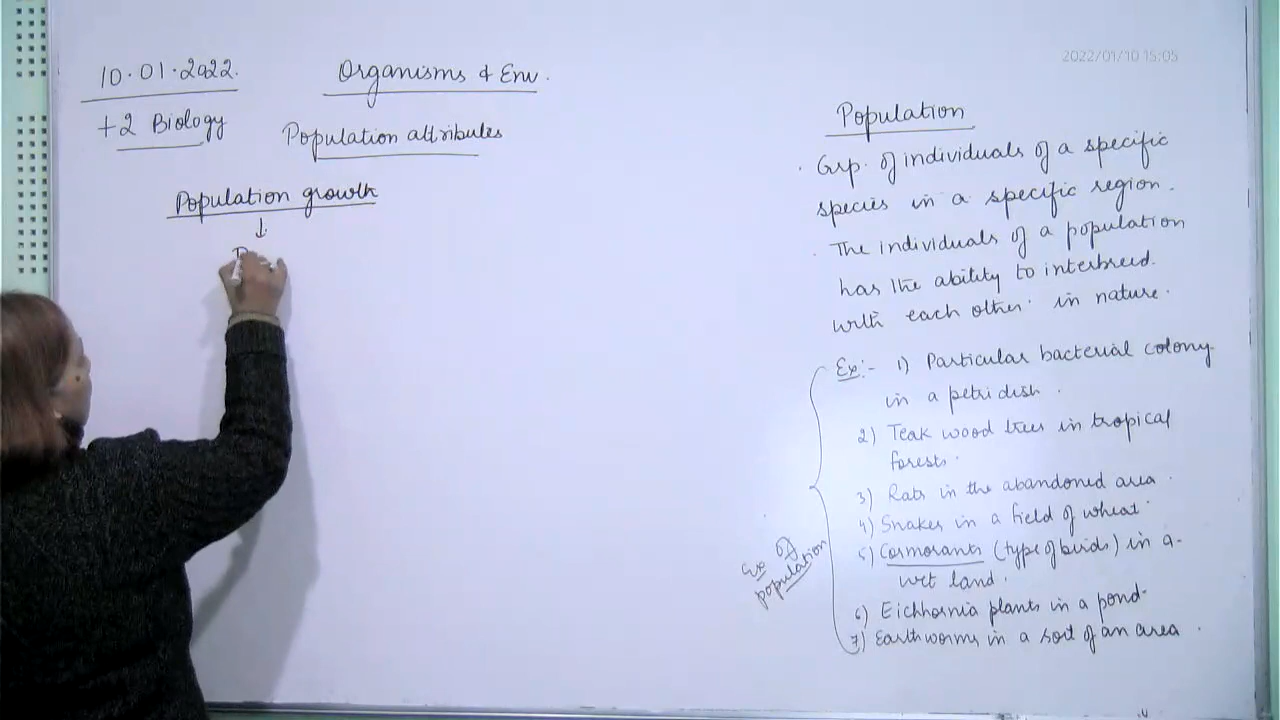 2022/01/10 15:05
10.01.2022.
Organisms & Env.
+2 Biology
Population attributes
Population growth
↓
Population
. Grp. of individuals of a specific
species in a specific region.
. The individuals of a population
has the ability to interbreed.
with each other in nature.
Ex:- 1) Particular bacterial colony
in a petridish.
2) Teak wood trees in tropical
forests.
3) Rats in the abandoned area.
4) Snakes in a field of wheat.
5) Cormorants (type of birds) in a
wet land.
6) Eichhornia plants in a pond
7) Earthworms in a soil of an area.
Ex of
population